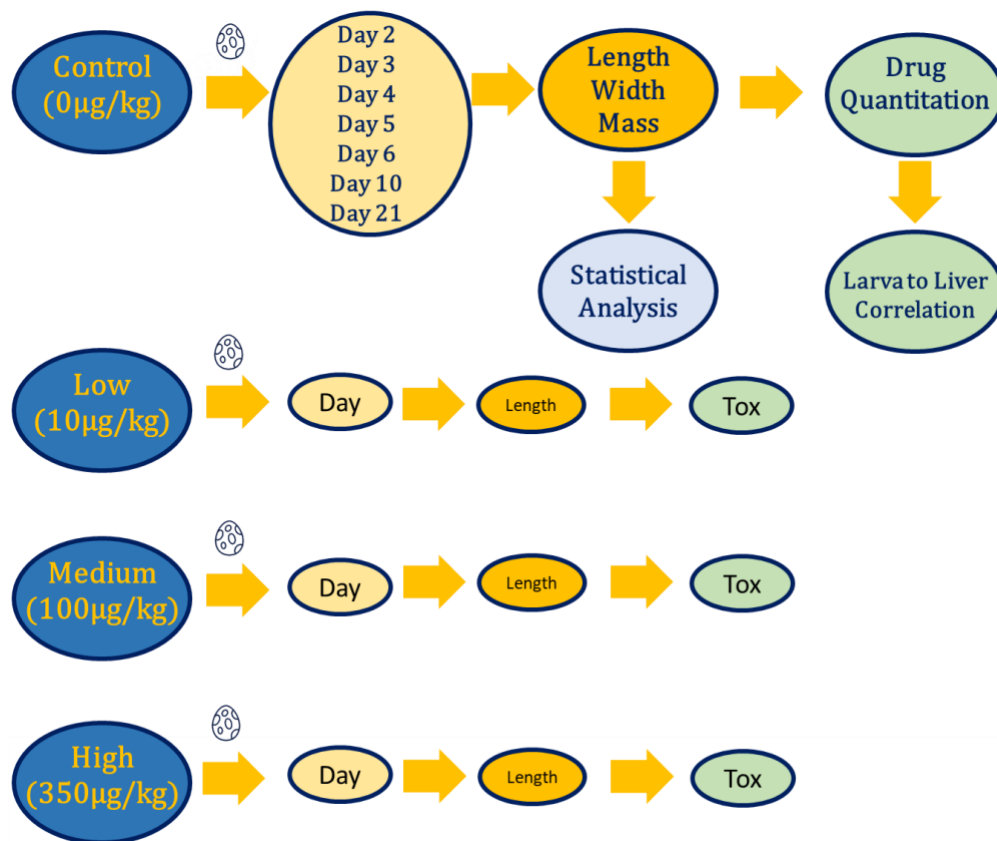 Control
(0µg/kg)
Day 2
Day 3
Day 4
Day 5
Day 6
Day 10
Day 21
Length
Width
Mass
Drug
Quantitation
Statistical
Analysis
Larva to Liver
Correlation
Low
(10µg/kg)
Day
Length
Tox
Medium
(100µg/kg)
Day
Length
Tox
High
(350µg/kg)
Day
Length
Tox